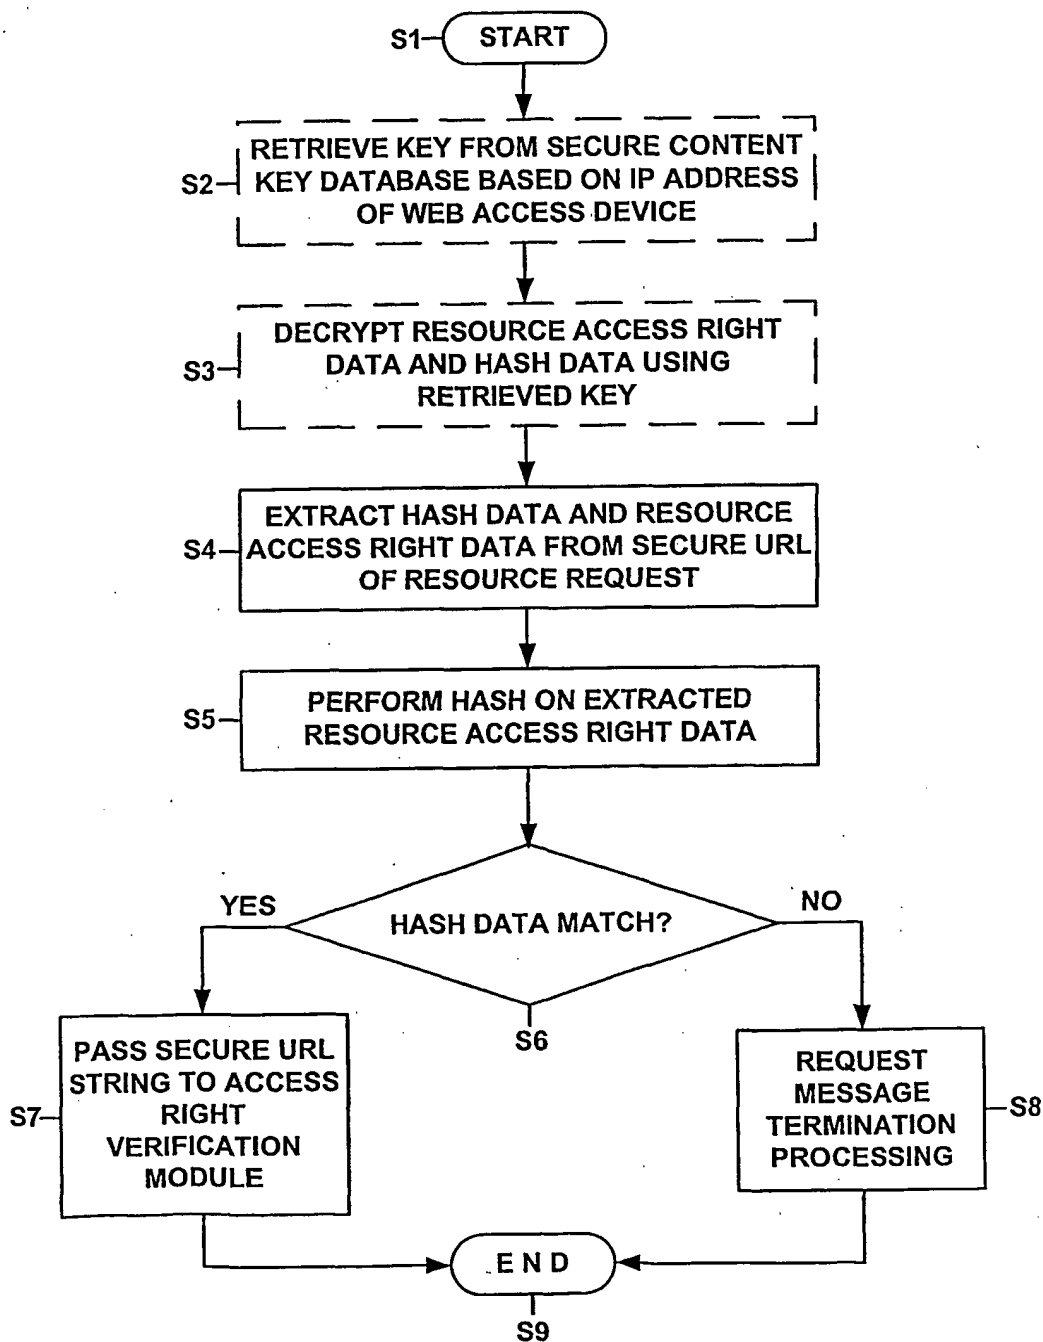 S1
START
S2
RETRIEVE KEY FROM SECURE CONTENT
KEY DATABASE BASED ON IP ADDRESS
OF WEB ACCESS DEVICE
S3
DECRYPT RESOURCE ACCESS RIGHT
DATA AND HASH DATA USING
RETRIEVED KEY
S4
EXTRACT HASH DATA AND RESOURCE
ACCESS RIGHT DATA FROM SECURE URL
OF RESOURCE REQUEST
S5
PERFORM HASH ON EXTRACTED
RESOURCE ACCESS RIGHT DATA
YES
HASH DATA MATCH?
NO
S6
S7
PASS SECURE URL
STRING TO ACCESS
RIGHT
VERIFICATION
MODULE
REQUEST
MESSAGE
TERMINATION
PROCESSING
S8
END
S9